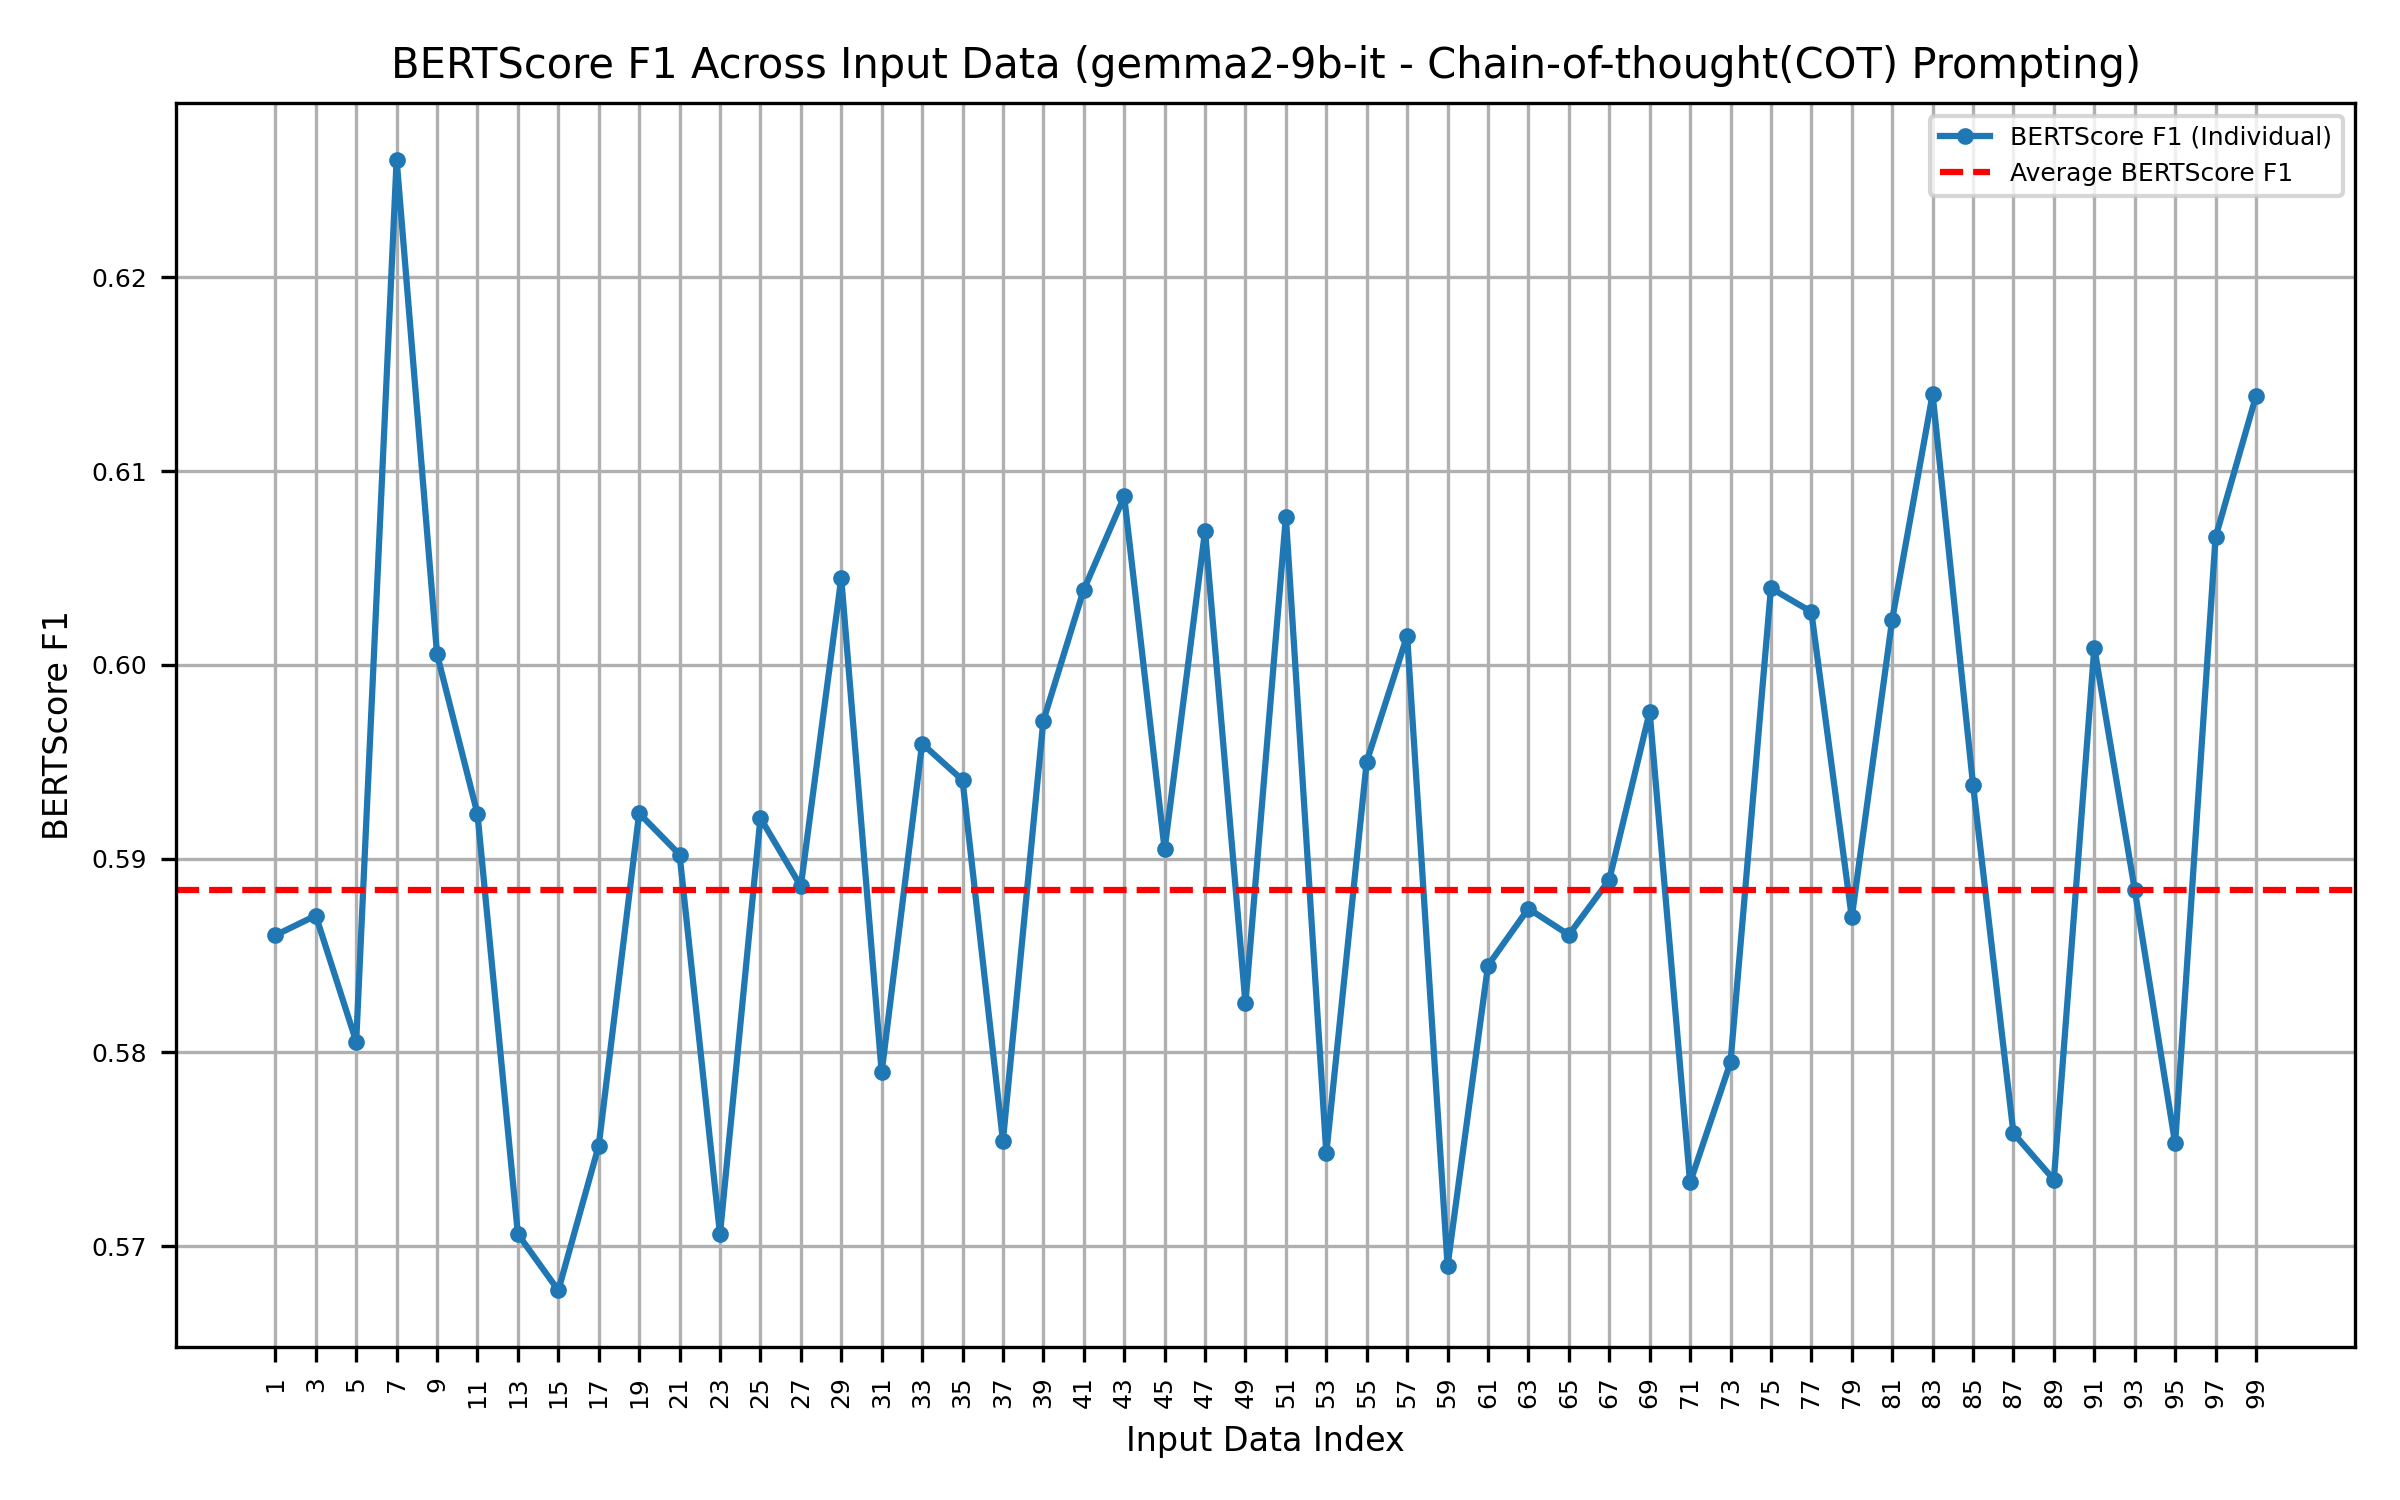 BERTScore F1 Across Input Data (gemma2-9b-it - Chain-of-thought(COT) Prompting)
BERTScore F1 (Individual)
Average BERTScore F1
BERTScore F1
0.62
0.61
0.60
0.59
0.58
0.57
1 3 5 7 9 11 13 15 17 19 21 23 25 27 29 31 33 35 37 39 41 43 45 47 49 51 53 55 57 59 61 63 65 67 69 71 73 75 77 79 81 83 85 87 89 91 93 95 97 99
Input Data Index